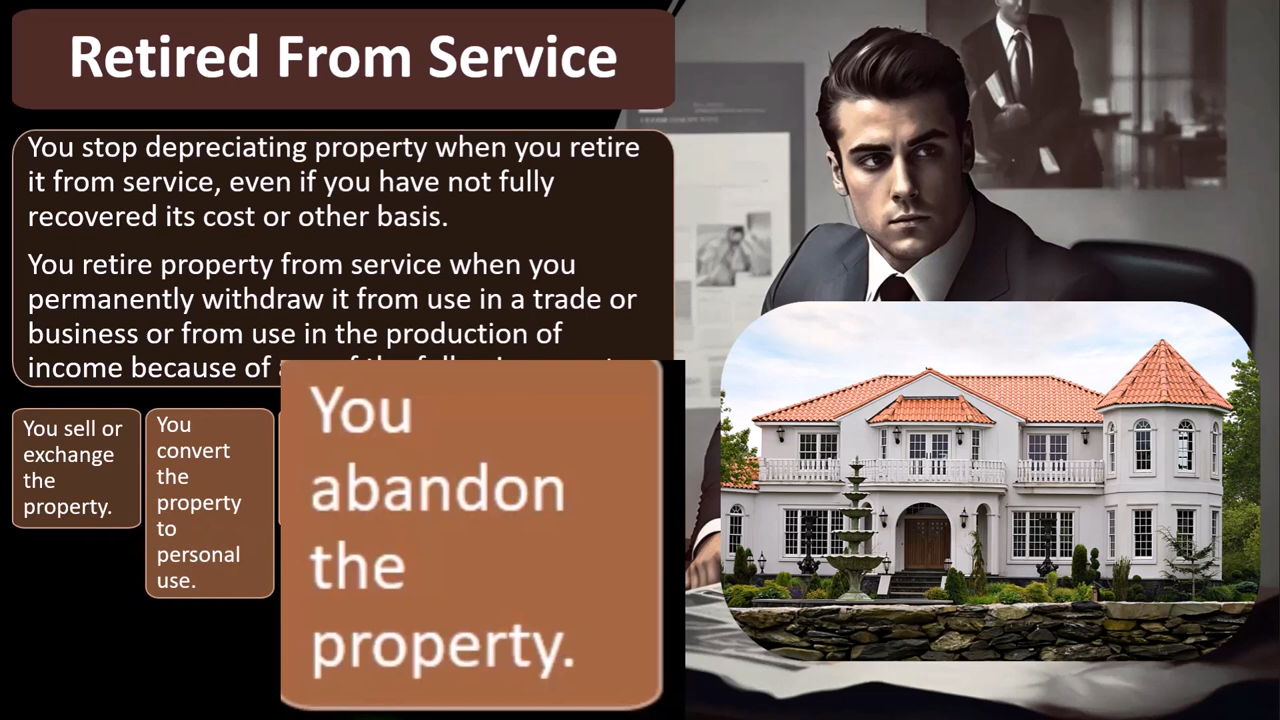 Retired From Service
You stop depreciating property when you retire
it from service, even if you have not fully
recovered its cost or other basis.
You retire property from service when you
permanently withdraw it from use in a trade or
business or from use in the production of
income because of
You sell or
exchange
the
property.
You
convert
the
property
to
personal
use.
You
abandon
the
property.